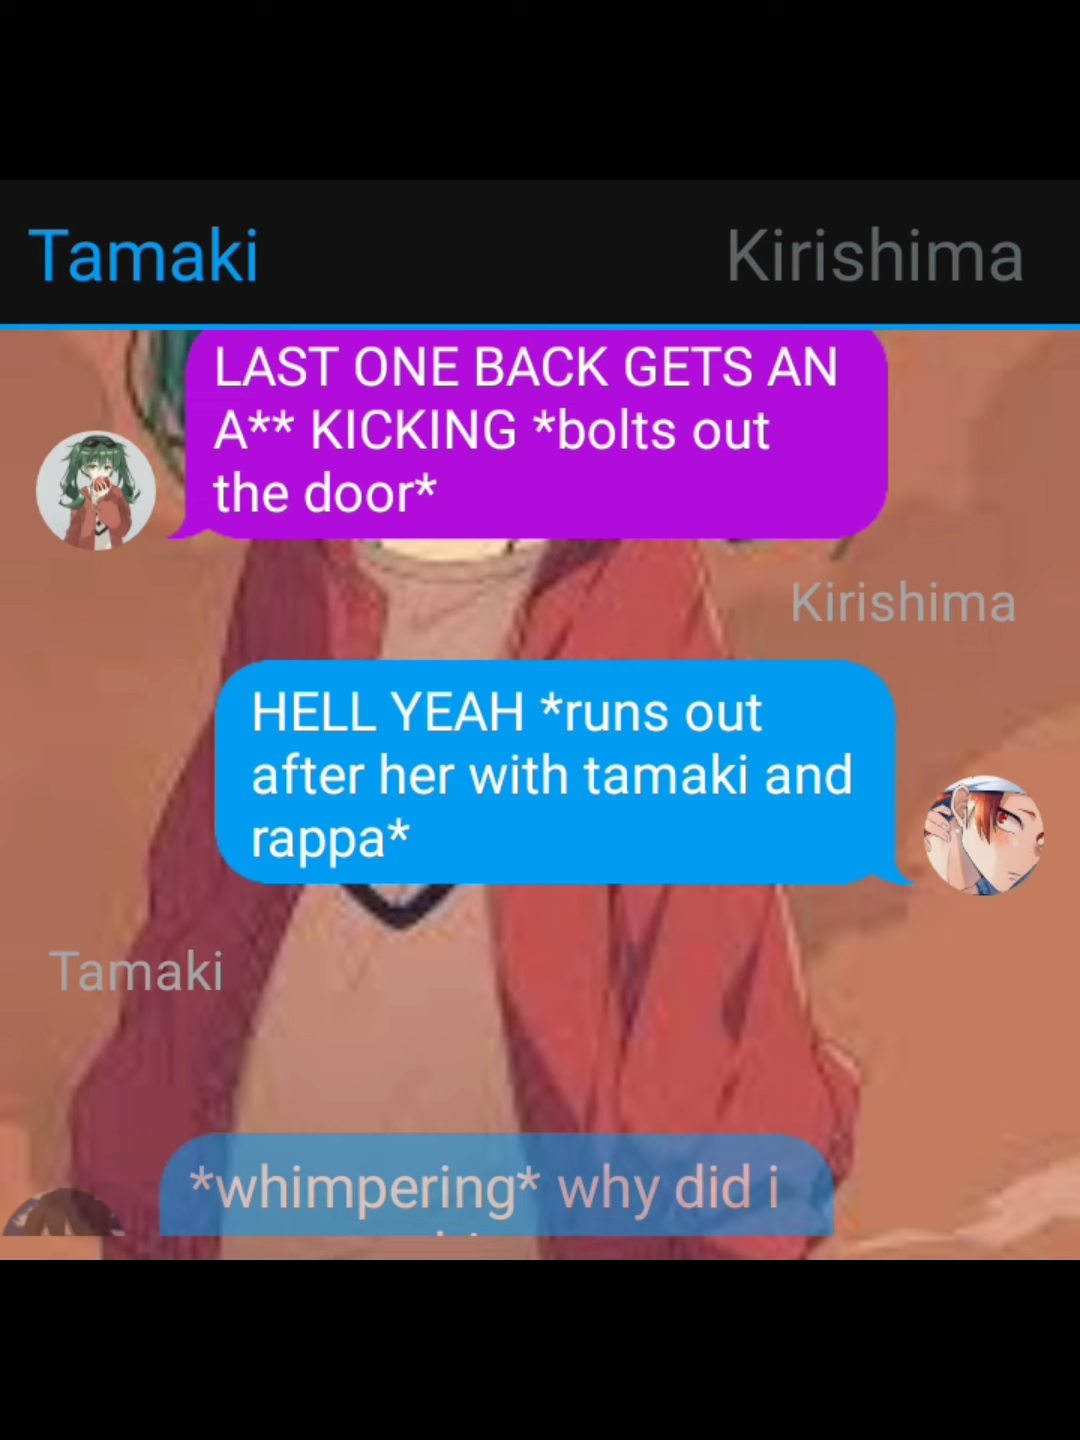 Tamaki Kirishima
LAST ONE BACK GETS AN
A** KICKING *bolts out
the door*
Kirishima
HELL YEAH *runs out
after her with tamaki and
rappa*
Tamaki
*whimpering* why did i